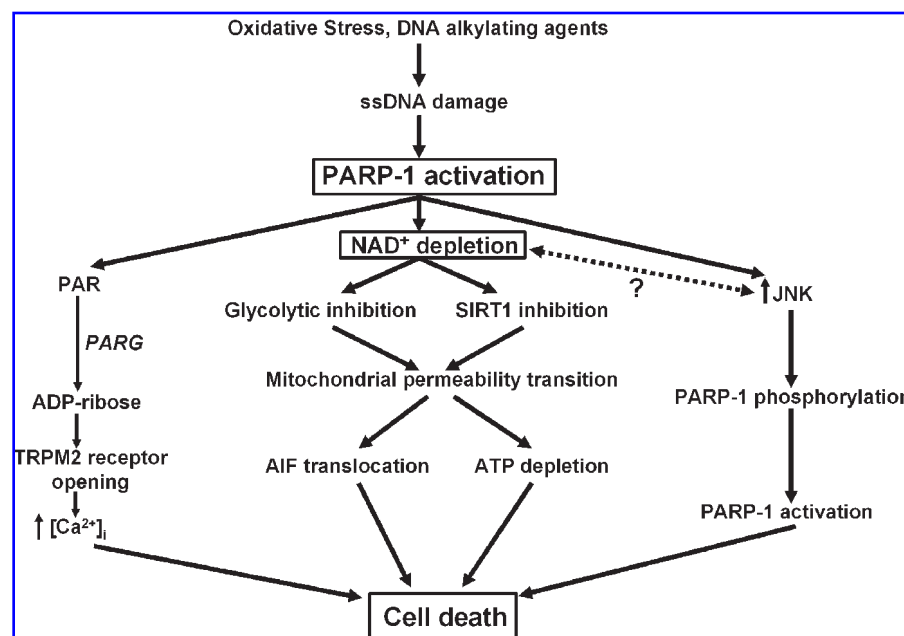 Oxidative Stress, DNA alkylating agents
ssDNA damage
PARP-1 activation
NAD⁺ depletion
PAR
?
↑JNK
Glycolytic inhibition
SIRT1 inhibition
PARG
Mitochondrial permeability transition
PARP-1 phosphorylation
ADP-ribose
TRPM2 receptor
opening
AIF translocation
ATP depletion
PARP-1 activation
↑ [Ca²⁺]ᵢ
Cell death